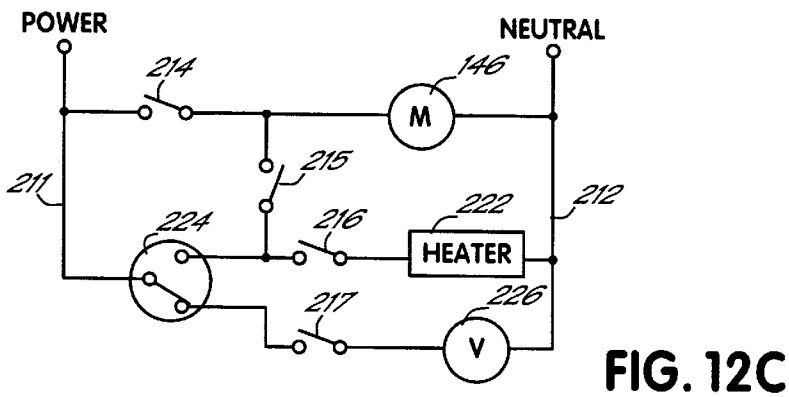 POWER
NEUTRAL
214
146
M
215
211
212
224
216
222
HEATER
217
226
V
FIG. 12C